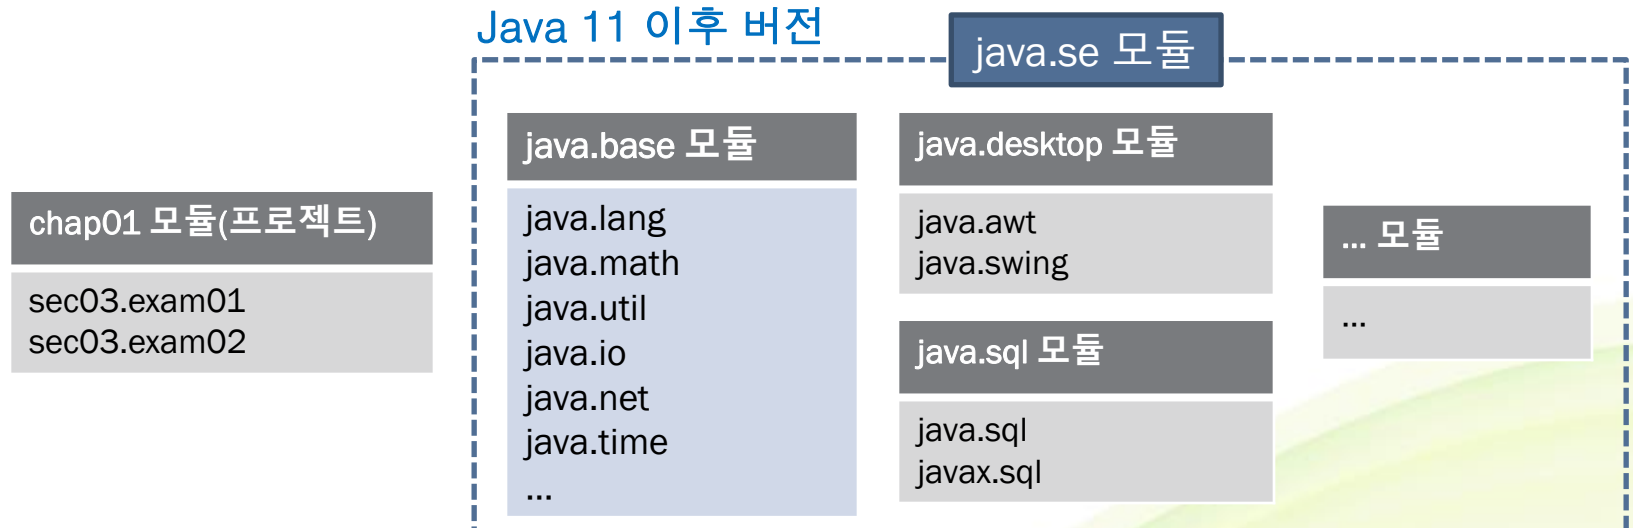 Java 11 이후 버전
java.se 모듈
chap01 모듈(프로젝트)
sec03.exam01
sec03.exam02
java.base 모듈
java.lang
java.math
java.util
java.io
java.net
java.time
...
java.desktop 모듈
java.awt
java.swing
java.sql 모듈
java.sql
javax.sql
... 모듈
...